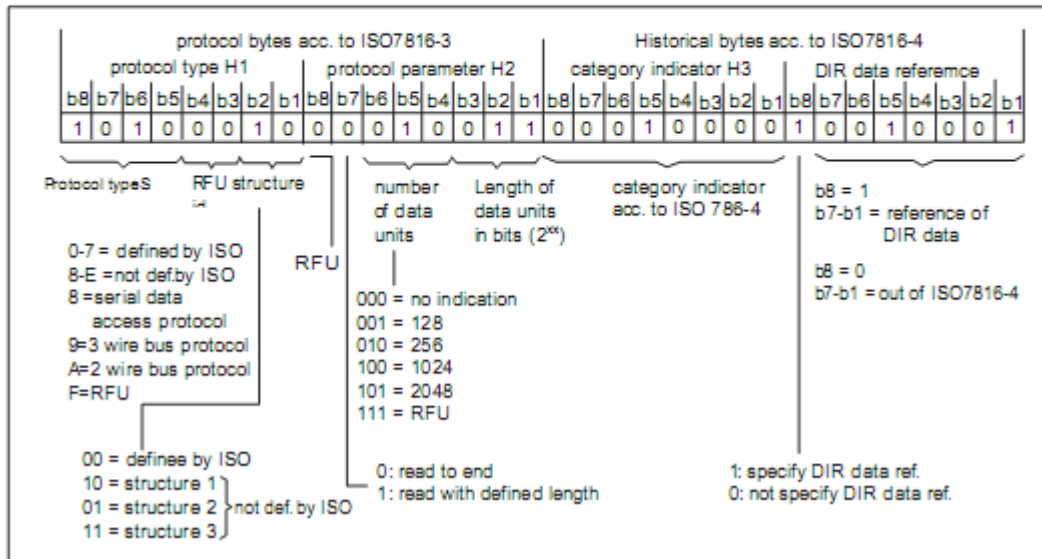 protocol bytes acc. to ISO7816-3 Historical bytes acc. to ISO7816-4
protocol type H1 protocol parameter H2 category indicator H3 DIR data referemce
b8 b7 b6 b5 b4 b3 b2 b1 b8 b7 b6 b5 b4 b3 b2 b1 b8 b7 b6 b5 b4 b3 b2 b1 b8 b7 b6 b5 b4 b3 b2 b1
1 0 1 0 0 0 1 0 0 0 0 1 0 0 1 1 0 0 0 1 0 0 0 0 1 0 0 1 0 0 0 1
Protocol typeS RFU structure
RFU
number
of data
units
Length of
data units
in bits (2^xx)
category indicator
acc. to ISO 786-4
b8 = 1
b7-b1 = reference of
DIR data
b8 = 0
b7-b1 = out of ISO7816-4
0-7 = defined by ISO
8-E =not def.by ISO
8 =serial data
access protocol
9=3 wire bus protocol
A=2 wire bus protocol
F=RFU
000 = no indication
001 = 128
010 = 256
100 = 1024
101 = 2048
111 = RFU
00 = definee by ISO
10 = structure 1
01 = structure 2
11 = structure 3
not def. by ISO
0: read to end
1: read with defined length
1: specify DIR data ref.
0: not specify DIR data ref.